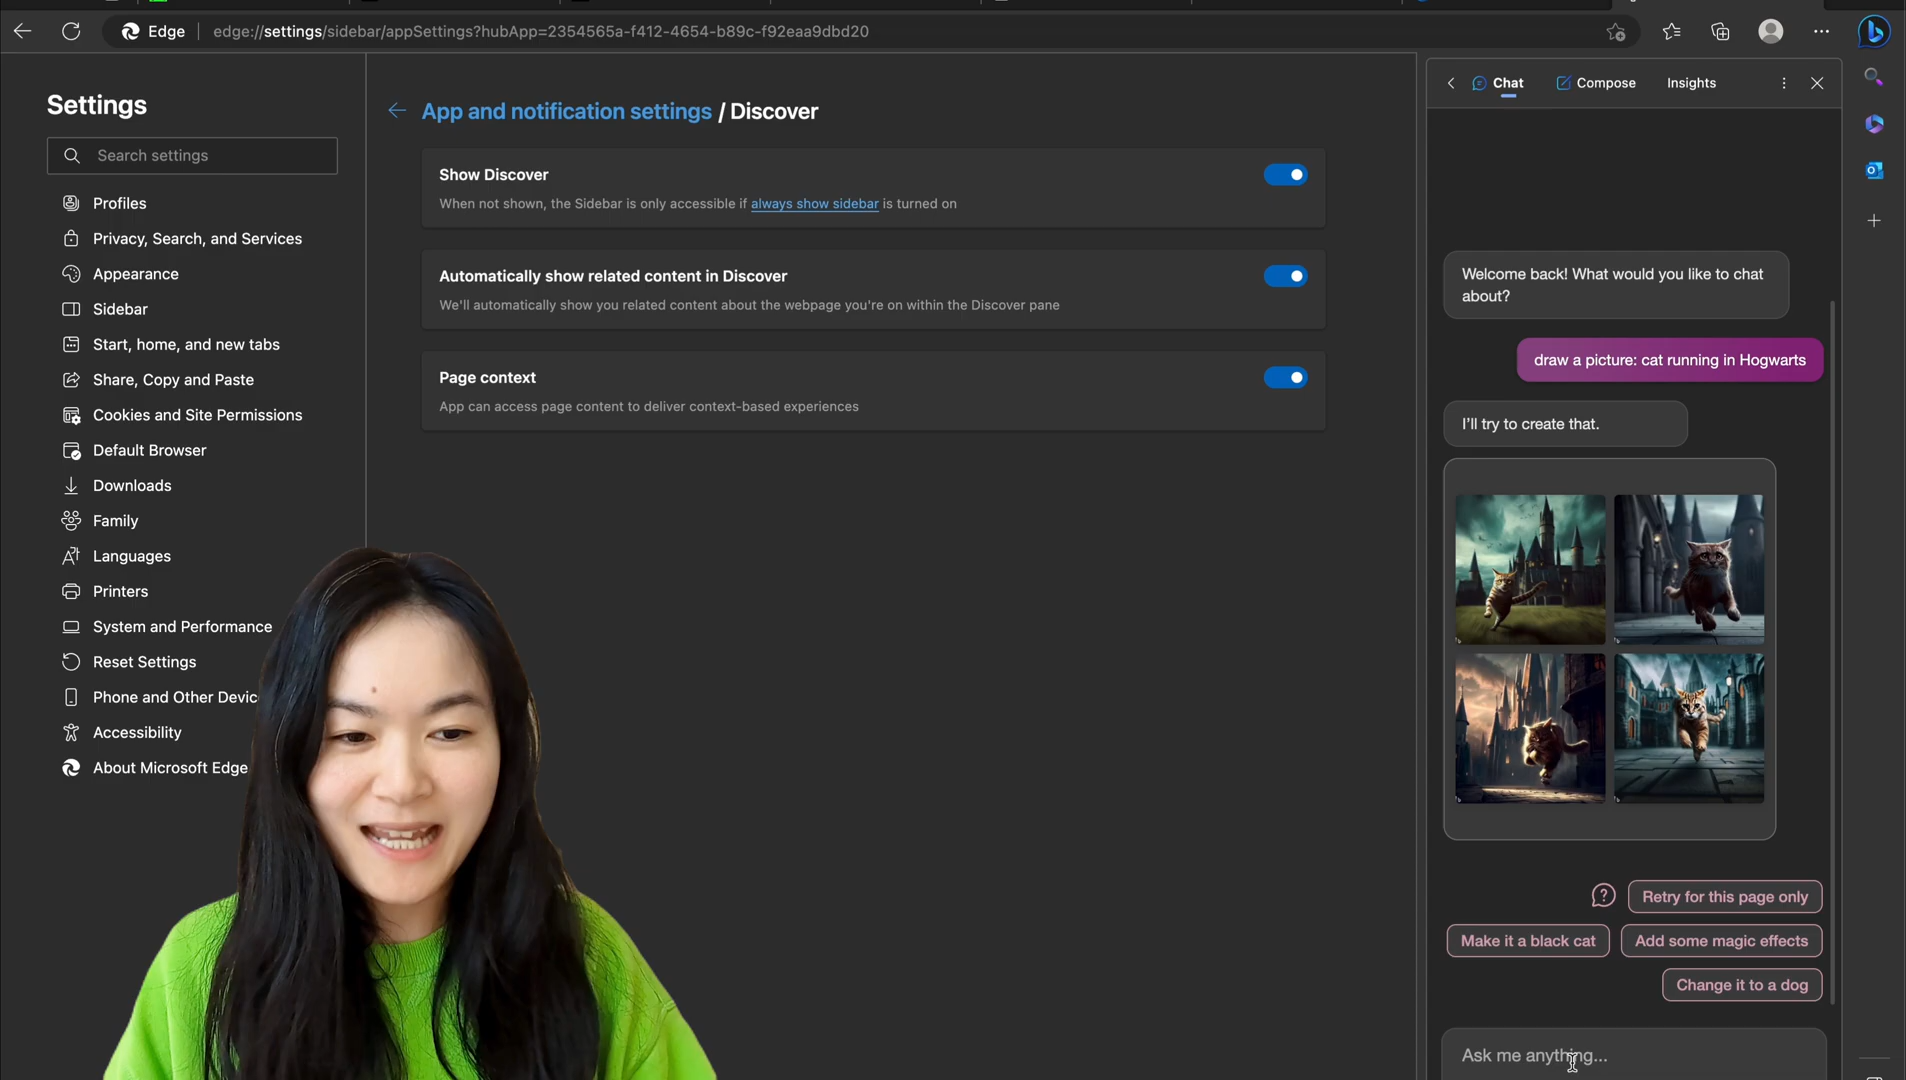 Edge
edge://settings/sidebar/appSettings?hubApp=2354565a-f412-4654-b89c-f92eaa9dbd20
Settings
Search settings
Profiles
Privacy, Search, and Services
Appearance
Sidebar
Start, home, and new tabs
Share, Copy and Paste
Cookies and Site Permissions
Default Browser
Downloads
Family
Languages
Printers
System and Performance
Reset Settings
Phone and Other Devic
Accessibility
About Microsoft Edge
App and notification settings / Discover
Show Discover
When not shown, the Sidebar is only accessible if always show sidebar is turned on
Automatically show related content in Discover
We'll automatically show you related content about the webpage you're on within the Discover pane
Page context
App can access page content to deliver context-based experiences
Chat
Compose
Insights
Welcome back! What would you like to chat
about?
draw a picture: cat running in Hogwarts
I'll try to create that.
Retry for this page only
Make it a black cat
Add some magic effects
Change it to a dog
Ask me anything...